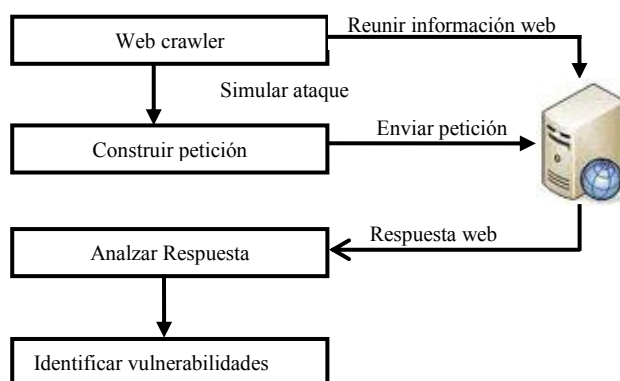 Web crawler
Reunir información web
Simular ataque
Construir petición
Enviar petición
Analzar Respuesta
Respuesta web
Identificar vulnerabilidades